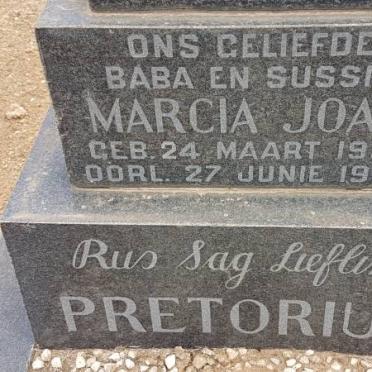 ONS GELIEFDE
BABA EN SUSSI
MARCIA JOA
GEB. 24 MAART 19
OORL. 27 JUNIE 19
Rus Sag Liefli
PRETORIU